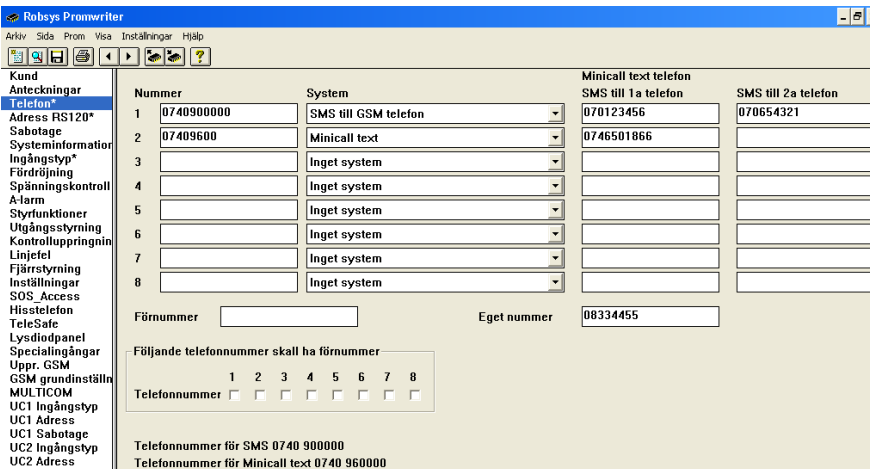 Robsys Promwriter
Arkiv Sida Prom Visa Inställningar Hjälp
Kund
Anteckningar
Telefon*
Adress RS120*
Sabotage
Systeminformation
Ingångstyp*
Fördröjning
Spänningskontroll
A-larm
Styrfunktioner
Utgångsstyrning
Kontrolluppringnin
Linjefel
Fjärrstyrning
Inställningar
SOS_Access
Hisstelefon
TeleSafe
Lysdiodpanel
Specialingångar
Uppr. GSM
GSM grundinställn
MULTICOM
UC1 Ingångstyp
UC1 Adress
UC1 Sabotage
UC2 Ingångstyp
UC2 Adress
Minicall text telefon
Nummer System SMS till 1a telefon SMS till 2a telefon
1 0740900000 SMS till GSM telefon 070123456 070654321
2 07409600 Minicall text 0746501866
3 Inget system
4 Inget system
5 Inget system
6 Inget system
7 Inget system
8 Inget system
Förnummer Eget nummer 08334455
Följande telefonnummer skall ha förnummer
1 2 3 4 5 6 7 8
Telefonnummer
Telefonnummer för SMS 0740 900000
Telefonnummer för Minicall text 0740 960000